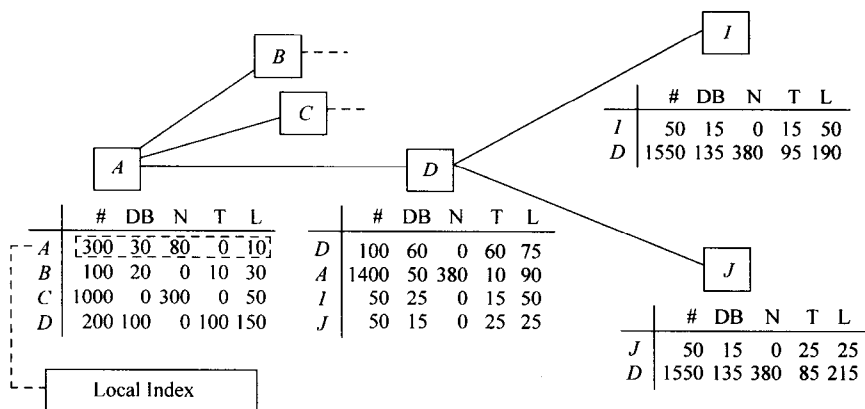 B
C
A
D
I
J
# DB N T L
A 300 30 80 0 10
B 100 20 0 10 30
C 1000 0 300 0 50
D 200 100 0 100 150
Local Index
# DB N T L
D 100 60 0 60 75
A 1400 50 380 10 90
I 50 25 0 15 50
J 50 15 0 25 25
# DB N T L
I 50 15 0 15 50
D 1550 135 380 95 190
# DB N T L
J 50 15 0 25 25
D 1550 135 380 85 215